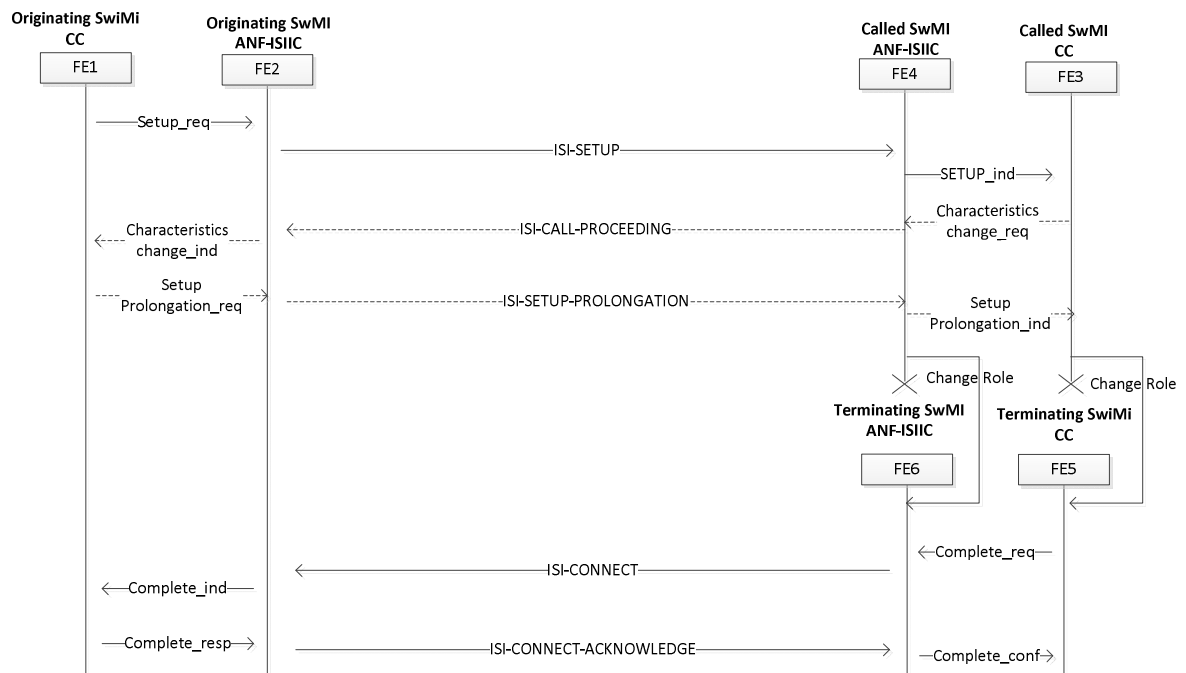 Originating SwiMi
CC
Originating SwMI
ANF-ISIIC
Called SwMI
ANF-ISIIC
Called SwMI
CC
FE1
FE2
FE4
FE3
Setup_req
ISI-SETUP
SETUP_ind
Characteristics
change_req
ISI-CALL-PROCEEDING
Characteristics
change_ind
Setup
Prolongation_req
ISI-SETUP-PROLONGATION
Setup
Prolongation_ind
Change Role
Change Role
Terminating SwMI
ANF-ISIIC
Terminating SwiMi
CC
FE6
FE5
Complete_req
ISI-CONNECT
Complete_ind
Complete_resp
ISI-CONNECT-ACKNOWLEDGE
Complete_conf